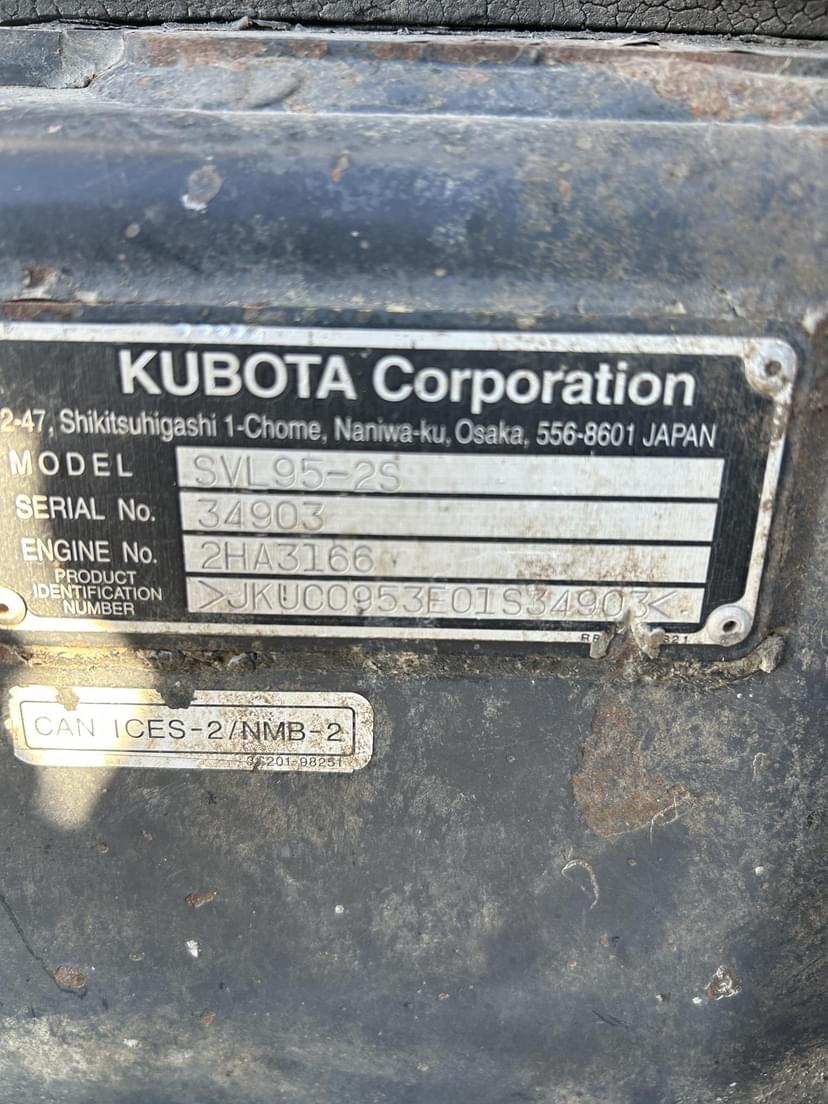 KUBOTA Corporation
2-47, Shikitsuhigashi 1-Chome, Naniwa-ku, Osaka, 556-8601 JAPAN
MODEL SVL95-2S
SERIAL No. 34903
ENGINE No. 2HA3166
PRODUCT IDENTIFICATION NUMBER >JKUC0953E01S34903<
CAN ICES-2/NMB-2